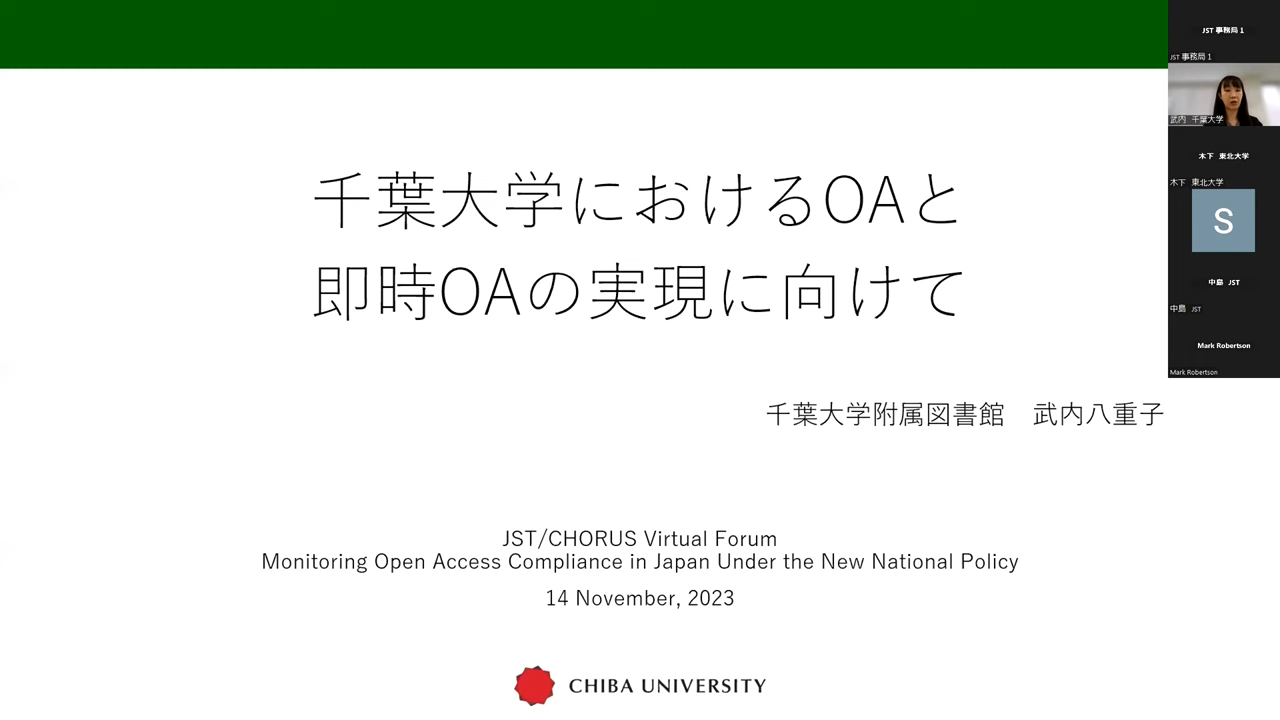 千葉大学におけるOAと
即時OAの実現に向けて
千葉大学附属図書館　武内八重子
JST/CHORUS Virtual Forum
Monitoring Open Access Compliance in Japan Under the New National Policy
14 November, 2023
CHIBA UNIVERSITY
JST 事務局 1
JST 事務局 1
武内 千葉大学
木下 東北大学
木下 東北大学
S
中島 JST
中島 JST
Mark Robertson
Mark Robertson